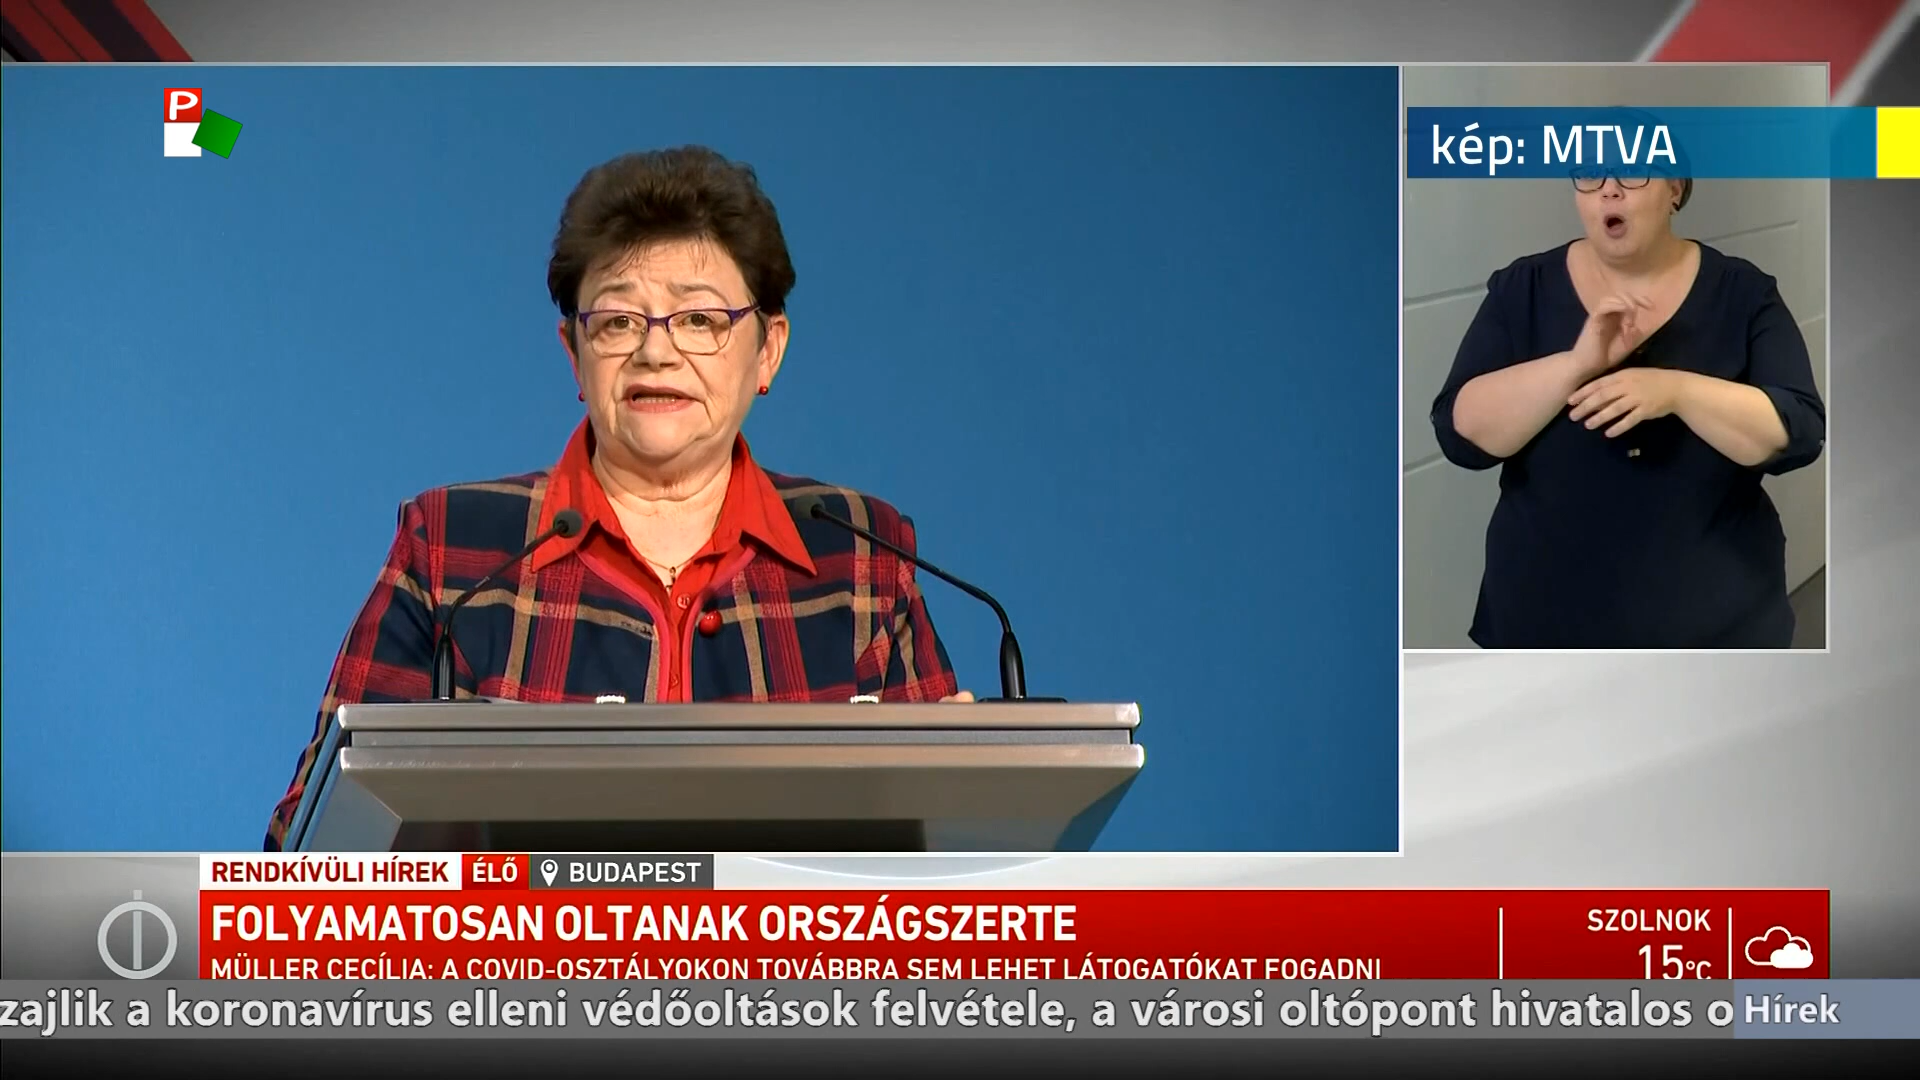 P
kép: MTVA
RENDKÍVÜLI HÍREK ÉLŐ BUDAPEST
FOLYAMATOSAN OLTANAK ORSZÁGSZERTE
MÜLLER CECÍLIA: A COVID-OSZTÁLYOKON TOVÁBBRA SEM LEHET LÁTOGATÓKAT FOGADNI
SZOLNOK
15°C
zajlik a koronavírus elleni védőoltások felvétele, a városi oltópont hivatalos o
Hírek